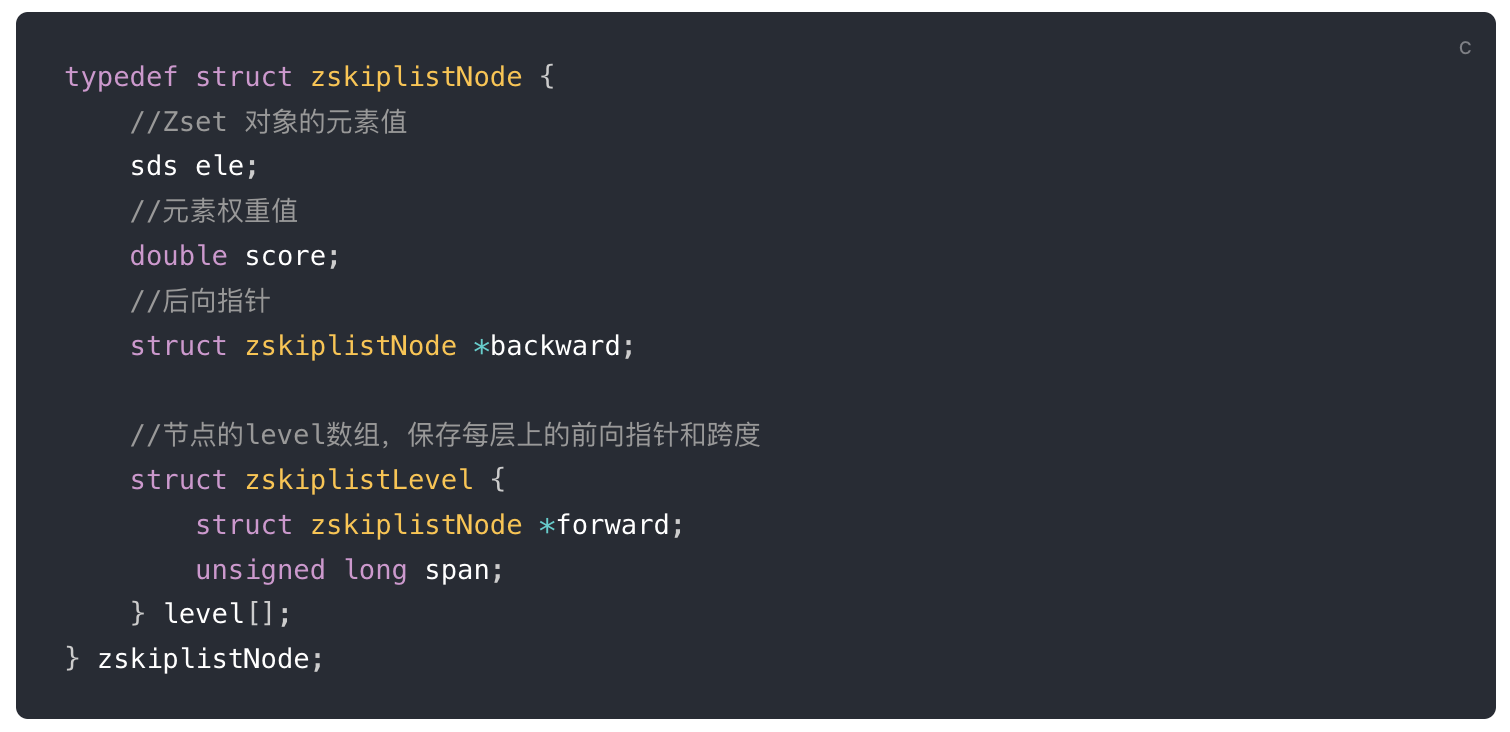 C
typedef struct zskiplistNode {
    //Zset 对象的元素值
    sds ele;
    //元素权重值
    double score;
    //后向指针
    struct zskiplistNode *backward;

    //节点的level数组，保存每层上的前向指针和跨度
    struct zskiplistLevel {
        struct zskiplistNode *forward;
        unsigned long span;
    } level[];
} zskiplistNode;